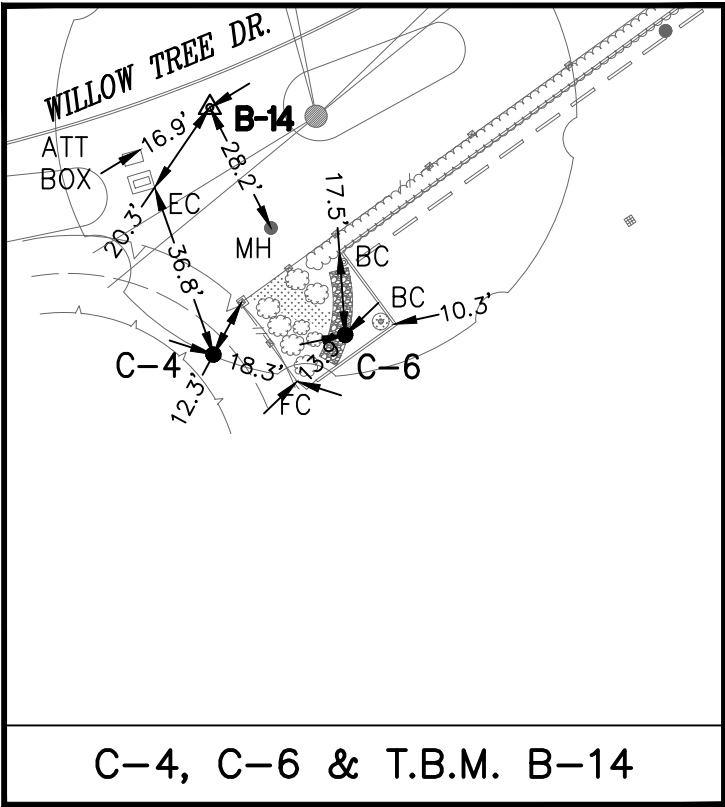 WILLOW TREE DR.
B-14
16.9'
ATT
BOX
28.2'
EC
20.3'
17.5'
MH
36.8'
BC
BC
10.3'
C-4
18.3'
13.9'
C-6
12.3'
FC
C-4, C-6 & T.B.M. B-14